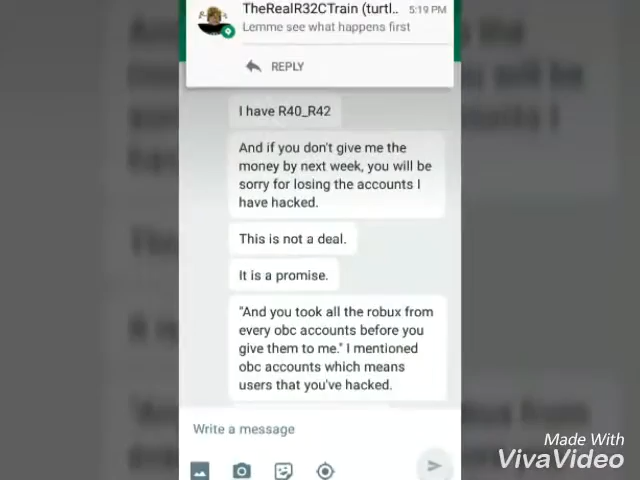 TheRealR32CTrain (turtl.. 5:19 PM
Lemme see what happens first
REPLY
I have R40_R42
And if you don't give me the
money by next week, you will be
sorry for losing the accounts I
have hacked.
This is not a deal.
It is a promise.
"And you took all the robux from
every obc accounts before you
give them to me." I mentioned
obc accounts which means
users that you've hacked.
Write a message
Made With
VivaVideo